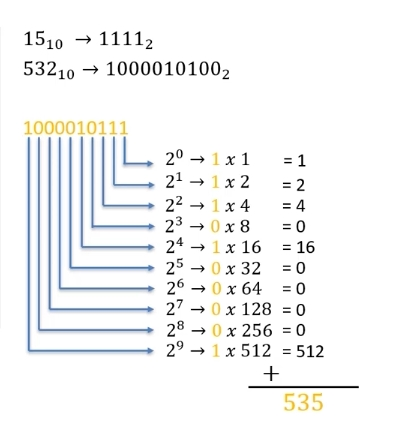 15₁₀ → 1111₂
532₁₀ → 1000010100₂
1000010111
2⁰ → 1 x 1 = 1
2¹ → 1 x 2 = 2
2² → 1 x 4 = 4
2³ → 0 x 8 = 0
2⁴ → 1 x 16 = 16
2⁵ → 0 x 32 = 0
2⁶ → 0 x 64 = 0
2⁷ → 0 x 128 = 0
2⁸ → 0 x 256 = 0
2⁹ → 1 x 512 = 512
+
535